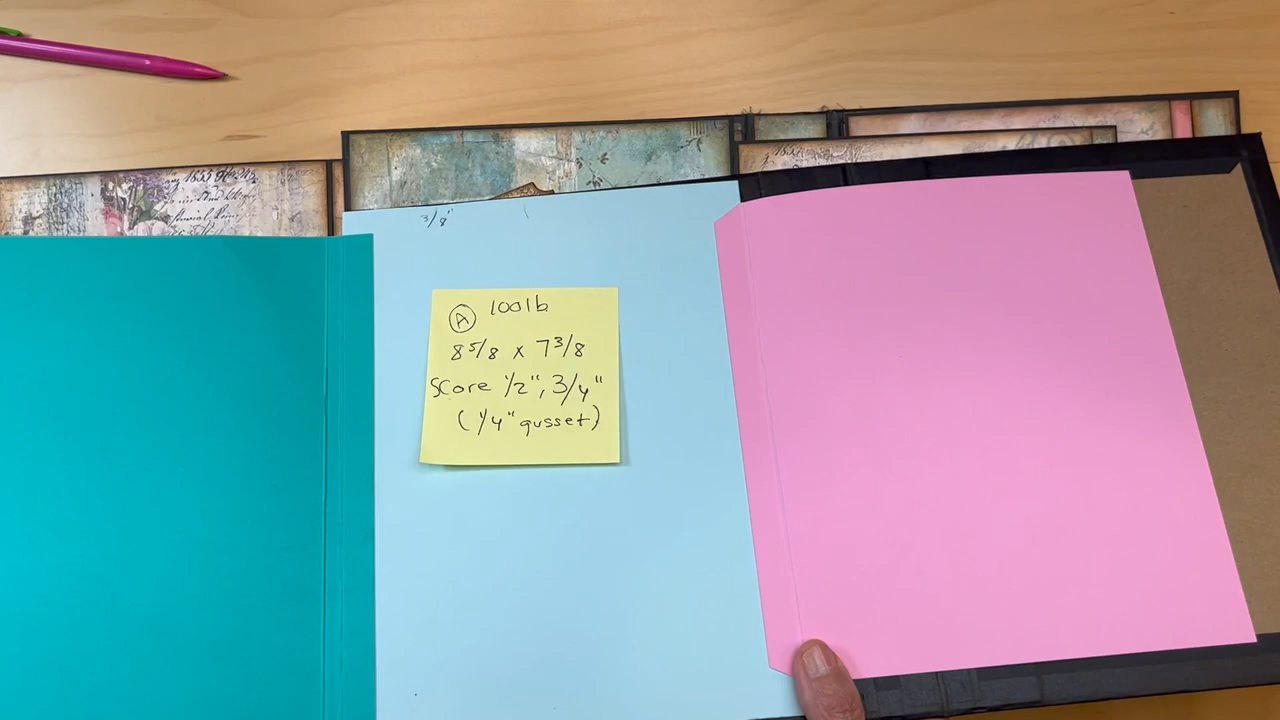 3/8"
Ⓐ 100lb
8 5/8 x 7 3/8
Score 1/2", 3/4"
(1/4" gusset)